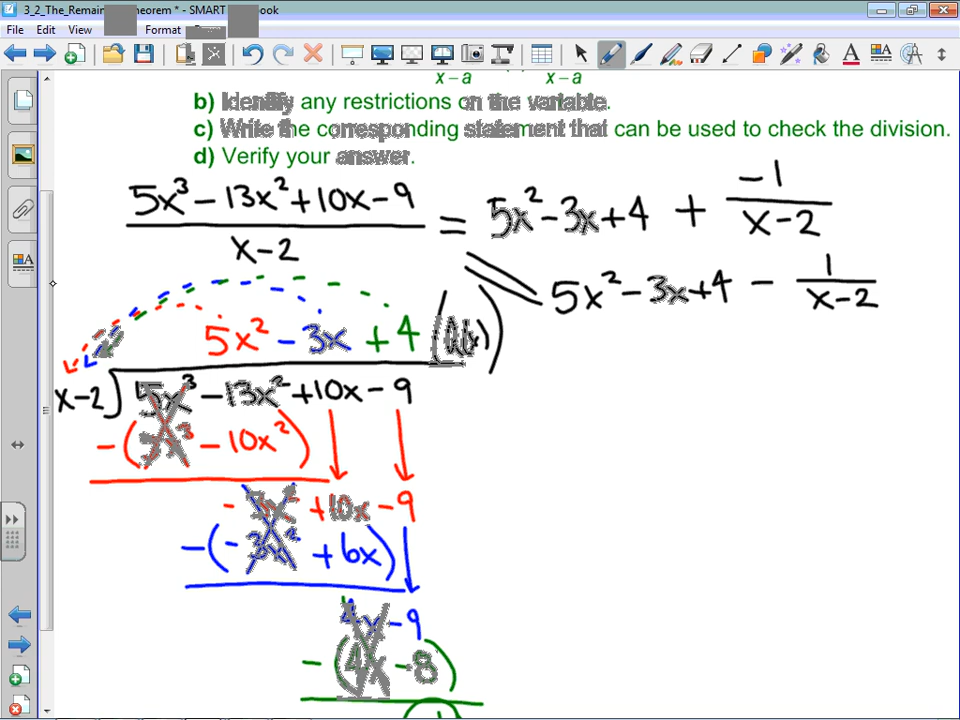 3_2_The_Remain theorem * - SMART book
File Edit View Format
x – a x – a
b) Identify any restrictions on the variable.
c) Write the corresponding statement that can be used to check the division.
d) Verify your answer.
5x³ – 13x² + 10x – 9 / x – 2 = 5x² – 3x + 4 + –1 / x – 2
5x² – 3x + 4 – 1 / x – 2
5x² – 3x + 4
x – 2 5x³ – 13x² + 10x – 9
– (5x³ – 10x²)
– 3x² + 10x – 9
– (– 3x² + 6x)
4x – 9
– (4x – 8)